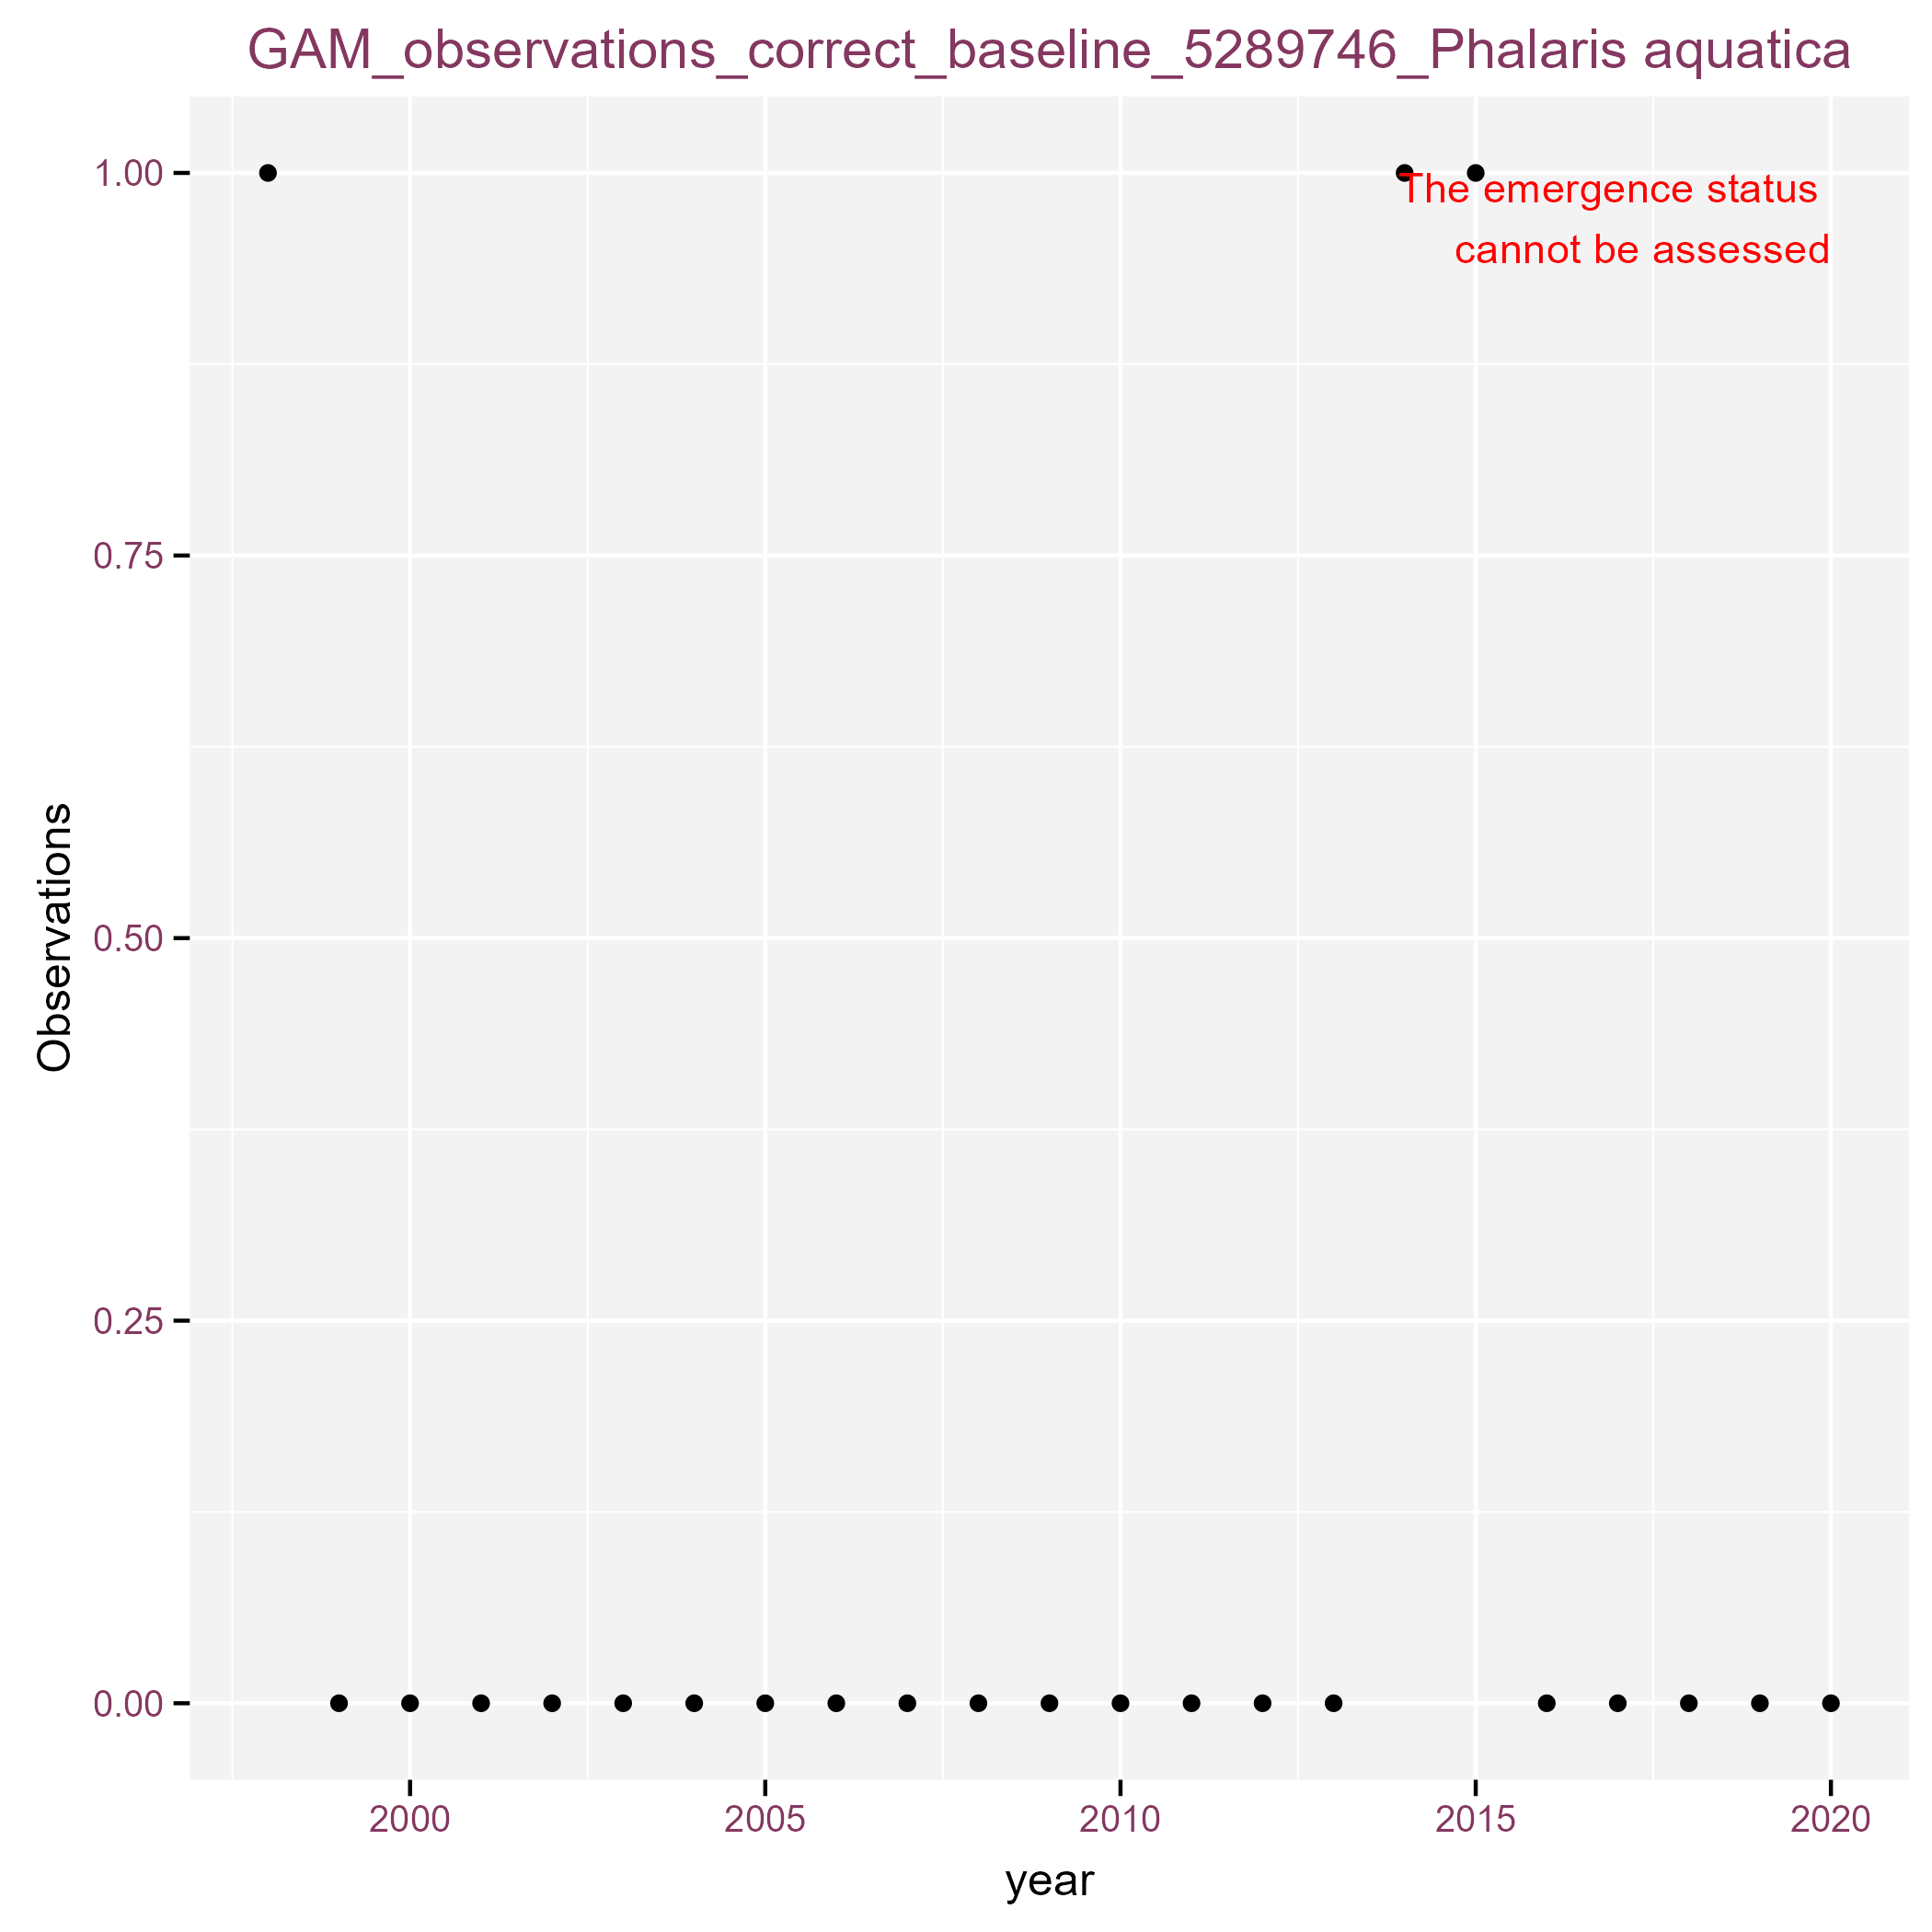 GAM_observations_correct_baseline_5289746_Phalaris aquatica
1.00
The emergence status
cannot be assessed
0.75
Observations
0.50
0.25
0.00
2000 2005 2010 2015 2020
year